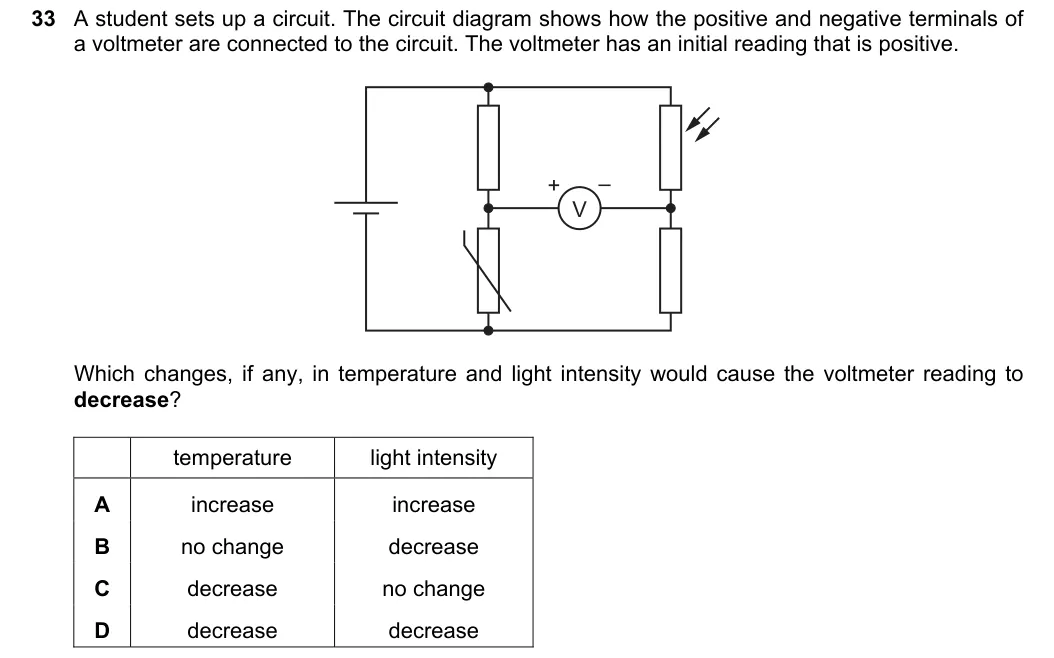 33 A student sets up a circuit. The circuit diagram shows how the positive and negative terminals of
a voltmeter are connected to the circuit. The voltmeter has an initial reading that is positive.
+ –
V
Which changes, if any, in temperature and light intensity would cause the voltmeter reading to
decrease?
temperature light intensity
A increase increase
B no change decrease
C decrease no change
D decrease decrease